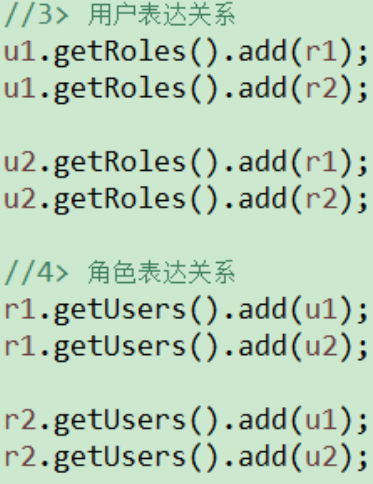 //3> 用户表达关系
u1.getRoles().add(r1);
u1.getRoles().add(r2);
u2.getRoles().add(r1);
u2.getRoles().add(r2);
//4> 角色表达关系
r1.getUsers().add(u1);
r1.getUsers().add(u2);
r2.getUsers().add(u1);
r2.getUsers().add(u2);